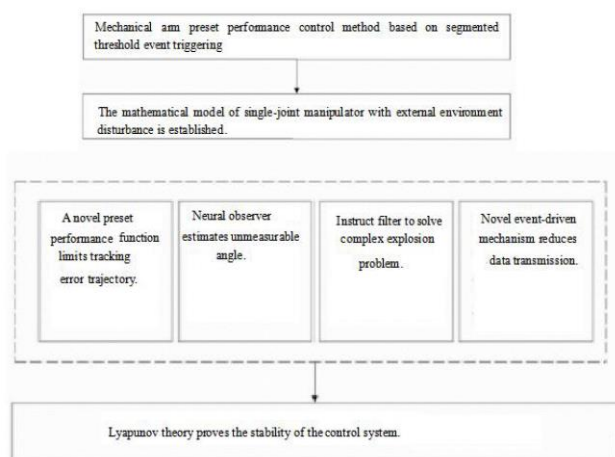 Mechanical arm preset performance control method based on segmented
threshold event triggering
The mathematical model of single-joint manipulator with external environment
disturbance is established.
A novel preset
performance function
limits tracking
error trajectory.
Neural observer
estimates unmeasurable
angle.
Instruct filter to solve
complex explosion
problem.
Novel event-driven
mechanism reduces
data transmission.
Lyapunov theory proves the stability of the control system.